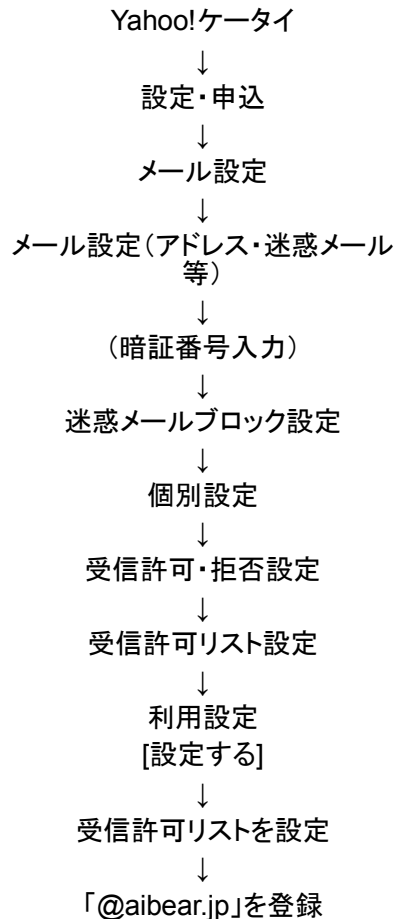 Yahoo!ケータイ
↓
設定・申込
↓
メール設定
↓
メール設定(アドレス・迷惑メール
等)
↓
(暗証番号入力)
↓
迷惑メールブロック設定
↓
個別設定
↓
受信許可・拒否設定
↓
受信許可リスト設定
↓
利用設定
[設定する]
↓
受信許可リストを設定
↓
「@aibear.jp」を登録